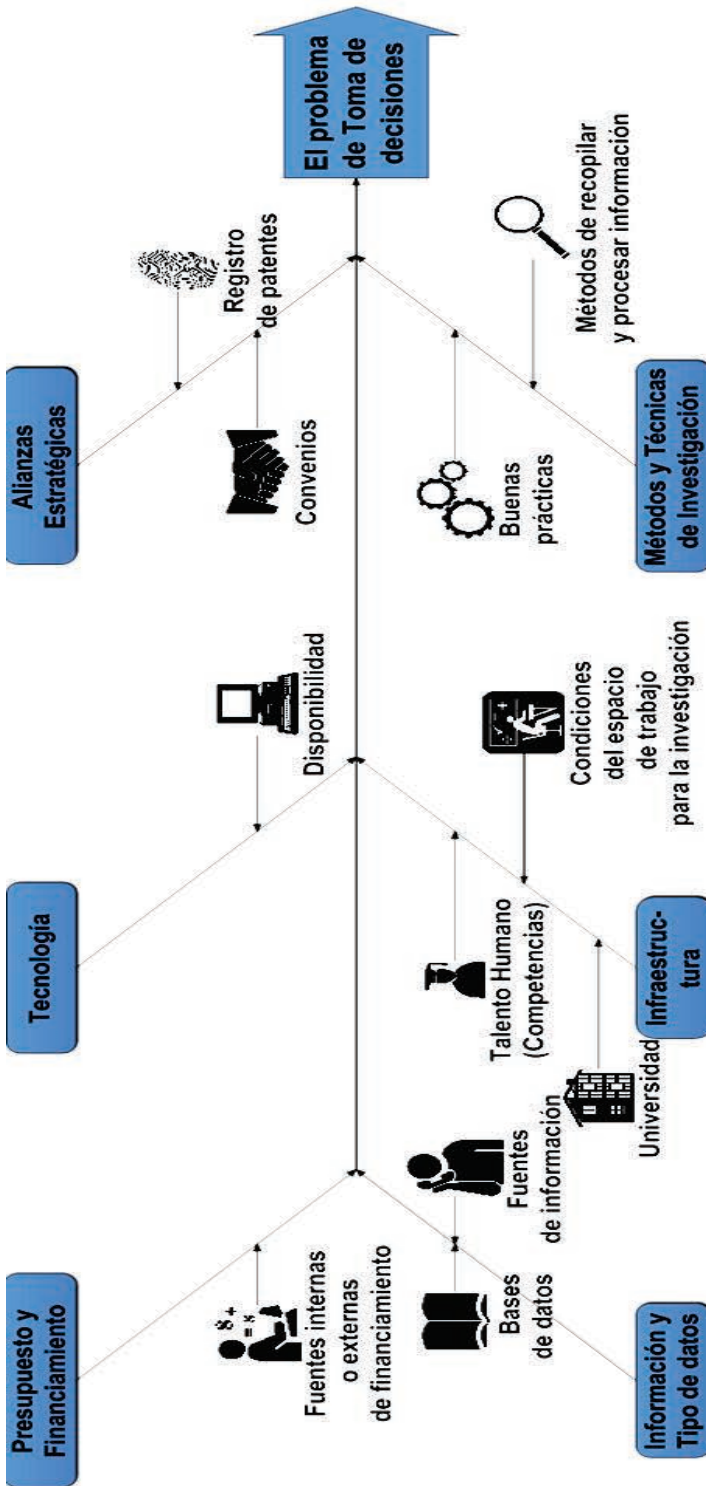 Presupuesto y
Financiamiento
Tecnología
Alianzas
Estratégicas
Fuentes internas
o externas
de financiamiento
Disponibilidad
Convenios
Registro
de patentes
El problema
de Toma de
decisiones
Bases
de datos
Fuentes
de información
Talento Humano
(Competencias)
Universidad
Condiciones
del espacio
de trabajo
para la investigación
Buenas
prácticas
Métodos de recopilar
y procesar información
Información y
Tipo de datos
Infraestruc-
tura
Métodos y Técnicas
de Investigación